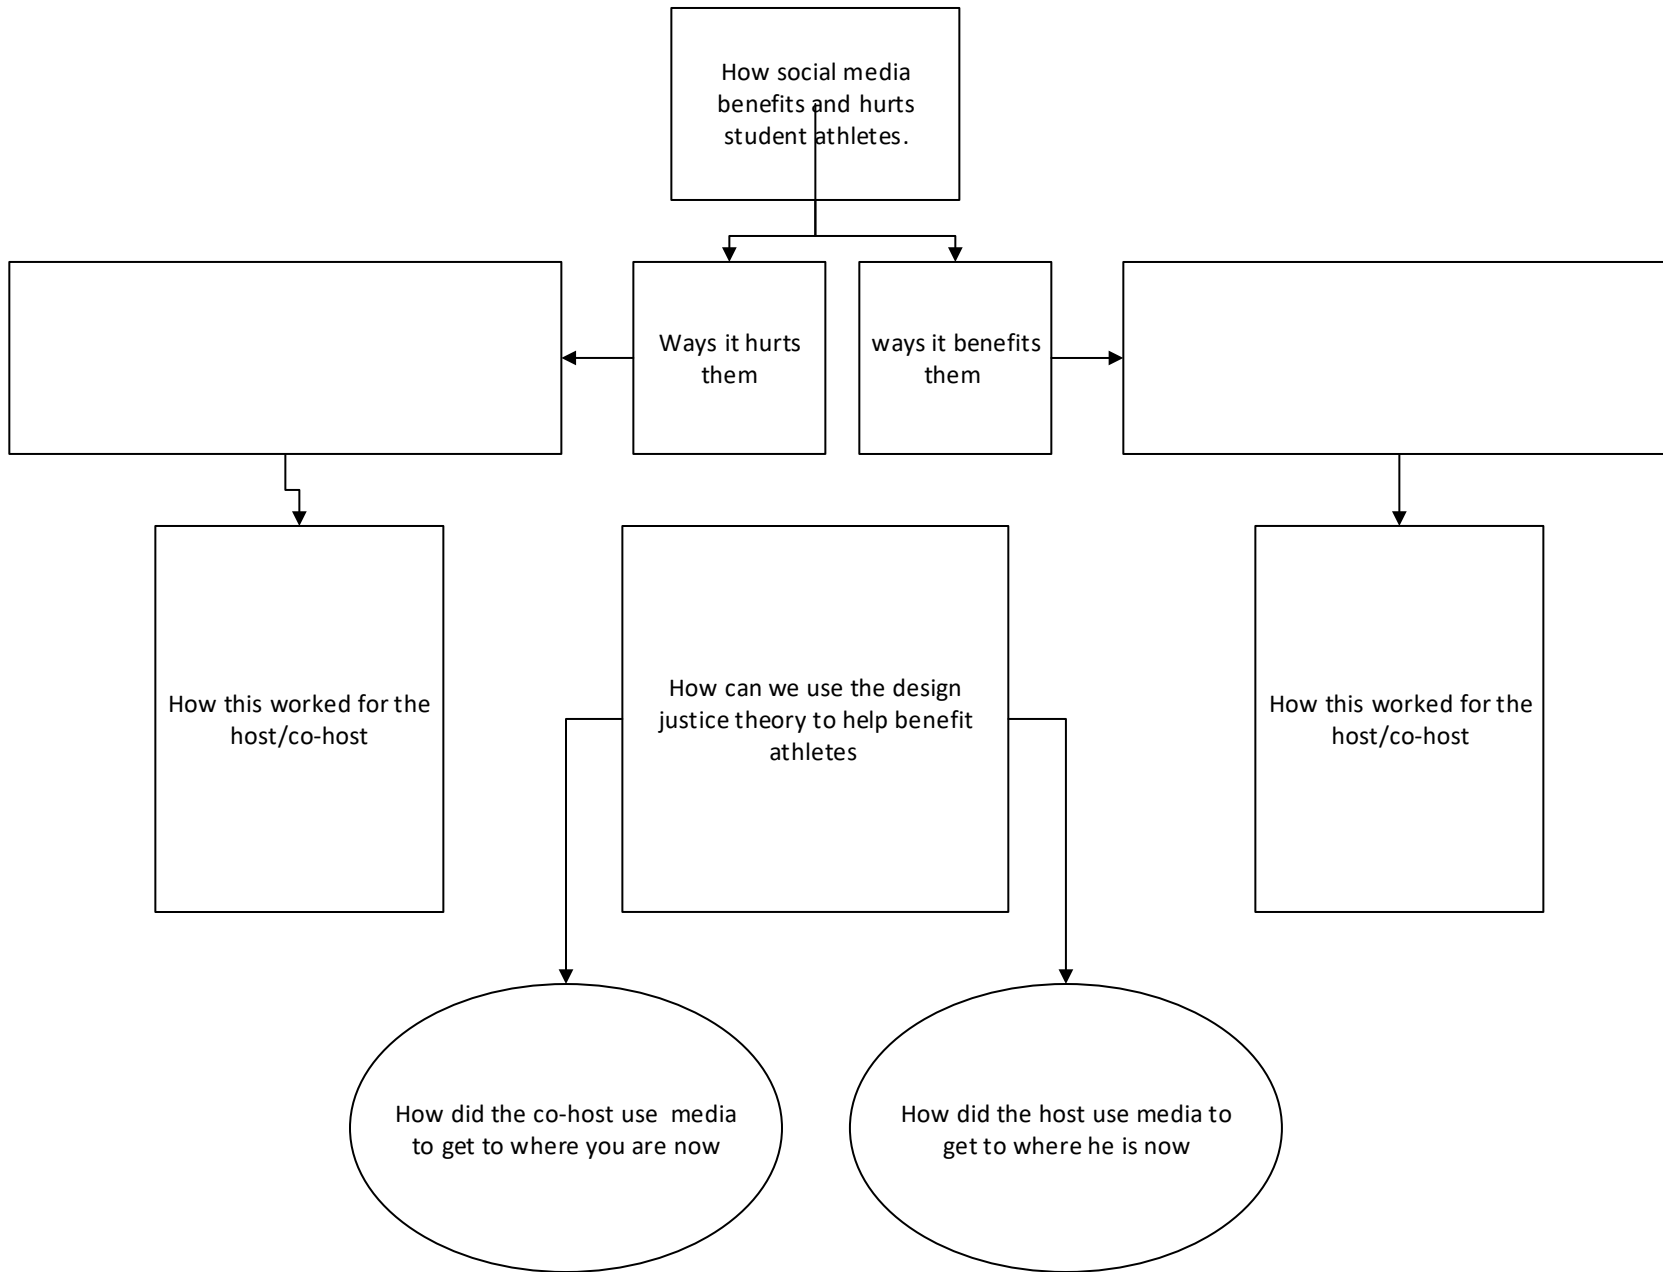 How social media
benefits and hurts
student athletes.
Ways it hurts
them
ways it benefits
them
How this worked for the
host/co-host
How can we use the design
justice theory to help benefit
athletes
How this worked for the
host/co-host
How did the co-host use  media
to get to where you are now
How did the host use media to
get to where he is now